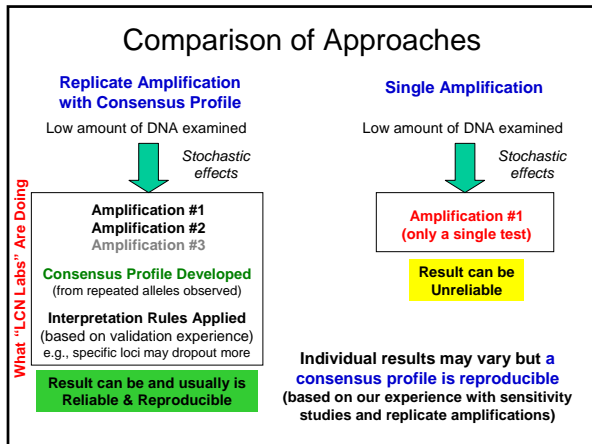 Comparison of Approaches
Replicate Amplification
with Consensus Profile
Low amount of DNA examined
Stochastic
effects
What "LCN Labs" Are Doing
Amplification #1
Amplification #2
Amplification #3
Consensus Profile Developed
(from repeated alleles observed)
Interpretation Rules Applied
(based on validation experience)
e.g., specific loci may dropout more
Result can be and usually is
Reliable & Reproducible
Single Amplification
Low amount of DNA examined
Stochastic
effects
Amplification #1
(only a single test)
Result can be
Unreliable
Individual results may vary but a
consensus profile is reproducible
(based on our experience with sensitivity
studies and replicate amplifications)